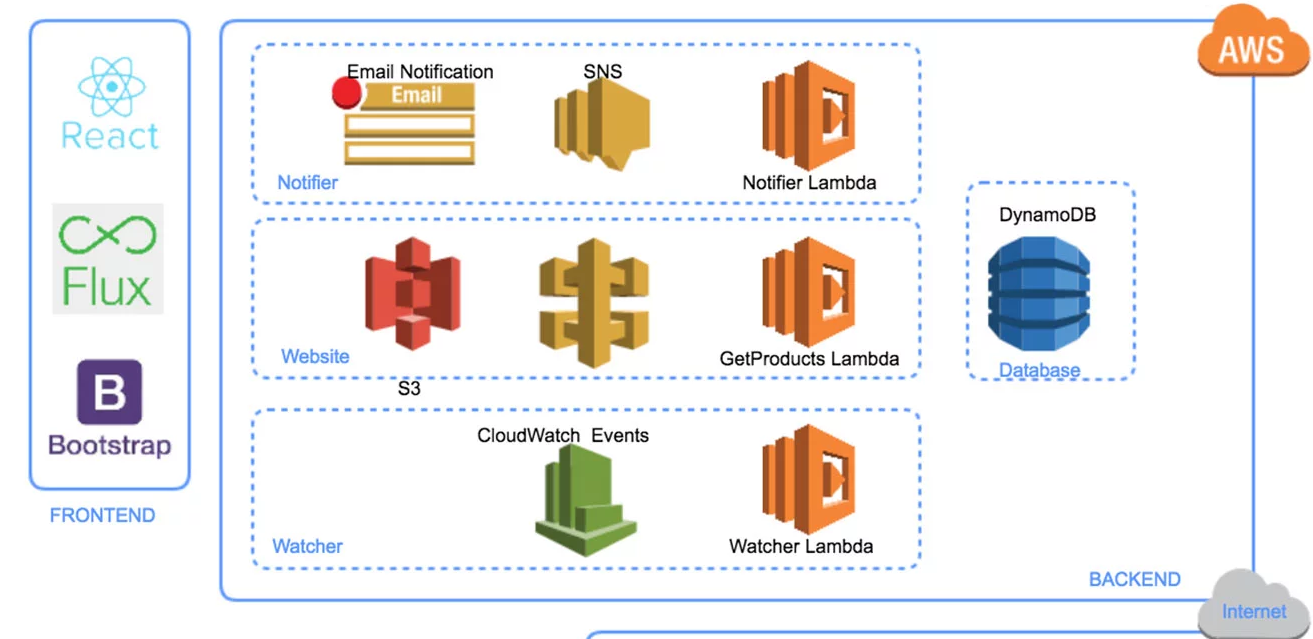 React
Flux
B
Bootstrap
FRONTEND
AWS
Email Notification
Email
SNS
Notifier Lambda
Notifier
S3
GetProducts Lambda
Website
CloudWatch Events
Watcher Lambda
Watcher
DynamoDB
Database
BACKEND
Internet